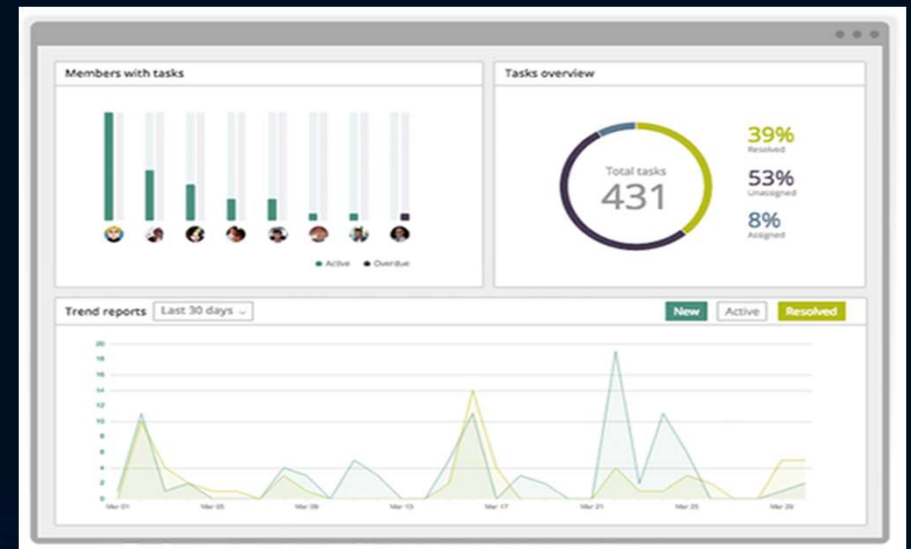 Members with tasks
Active Overdue
Tasks overview
Total tasks
431
39%
Resolved
53%
Unassigned
8%
Assigned
Trend reports Last 30 days New Active Resolved
20
18
16
14
12
10
8
6
4
2
0
Mar 01 Mar 05 Mar 09 Mar 13 Mar 17 Mar 21 Mar 25 Mar 29